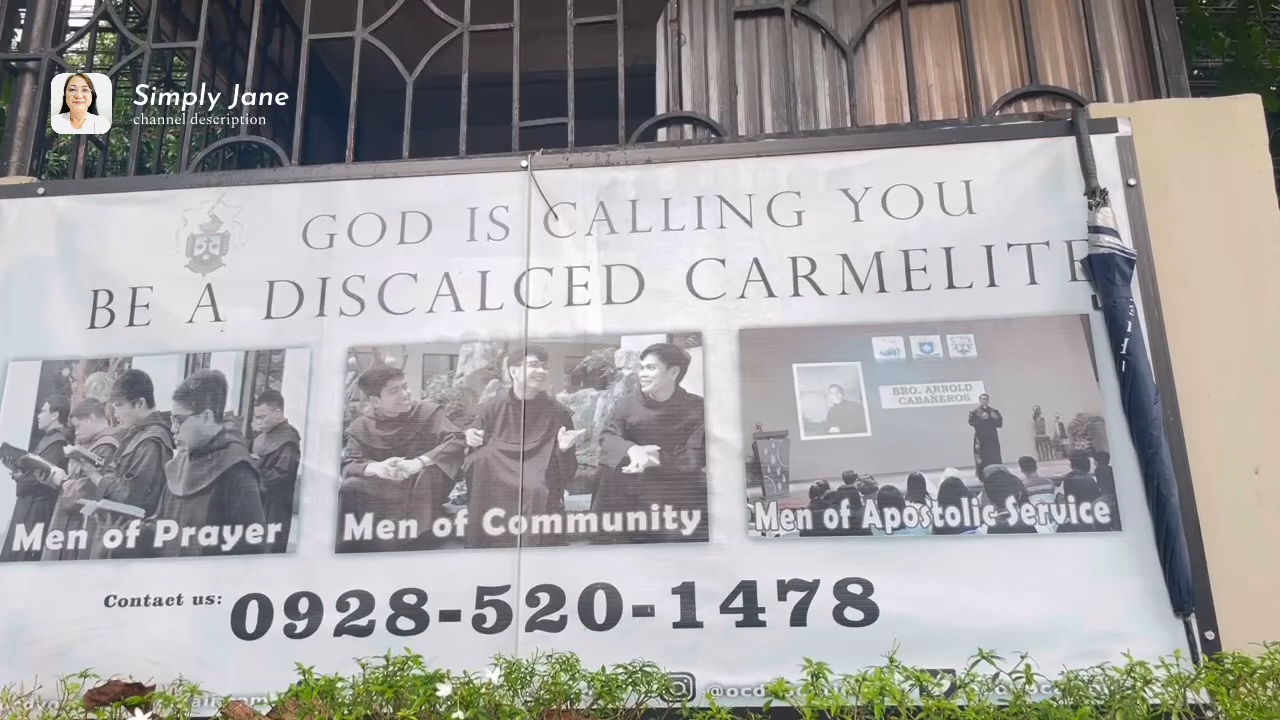 Simply Jane
channel description
GOD IS CALLING YOU
BE A DISCALCED CARMELITE
BRO. ARNOLD
CABAÑEROS
Men of Prayer
Men of Community
Men of Apostolic Service
Contact us: 0928-520-1478